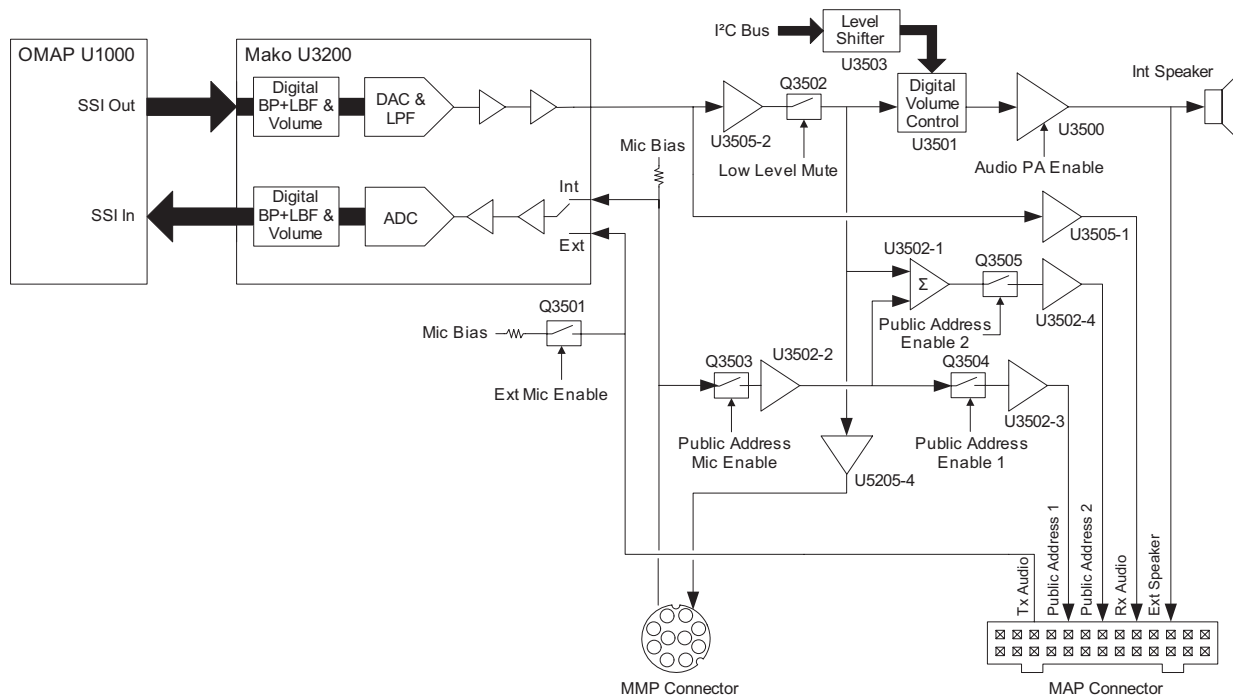 OMAP U1000
SSI Out
SSI In
Mako U3200
Digital
BP+LBF &
Volume
DAC &
LPF
Digital
BP+LBF &
Volume
ADC
Int
Ext
I²C Bus
Level
Shifter
U3503
U3505-2
Q3502
Low Level Mute
Digital
Volume
Control
U3501
U3500
Audio PA Enable
Int Speaker
Mic Bias
U3505-1
U3502-1
Σ
Q3505
U3502-4
Public Address
Enable 2
Q3501
Mic Bias
Ext Mic Enable
Q3503
U3502-2
Public Address
Mic Enable
Q3504
U3502-3
Public Address
Enable 1
U5205-4
Tx Audio
Public Address 1
Public Address 2
Rx Audio
Ext Speaker
MMP Connector
MAP Connector